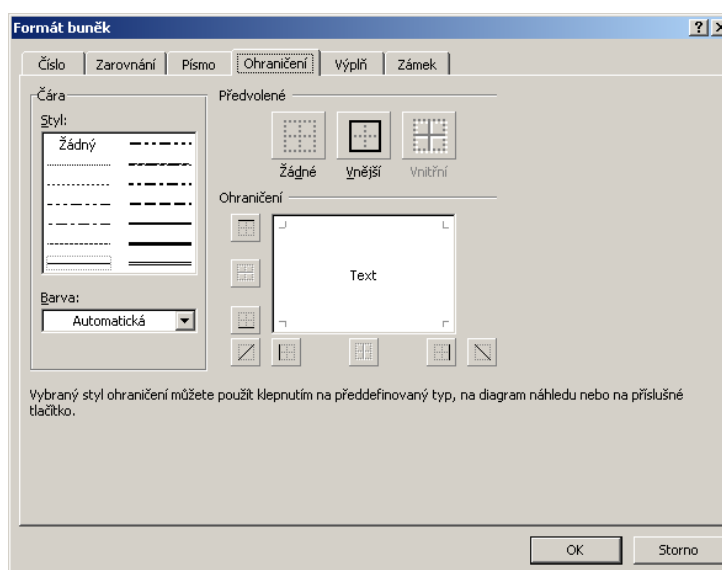 Formát buněk
Číslo Zarovnání Písmo Ohraničení Výplň Zámek
Čára
Styl:
Žádný
Barva:
Automatická
Předvolené
Žádné Vnější Vnitřní
Ohraničení
Text
Vybraný styl ohraničení můžete použít klepnutím na předdefinovaný typ, na diagram náhledu nebo na příslušné
tlačítko.
OK Storno